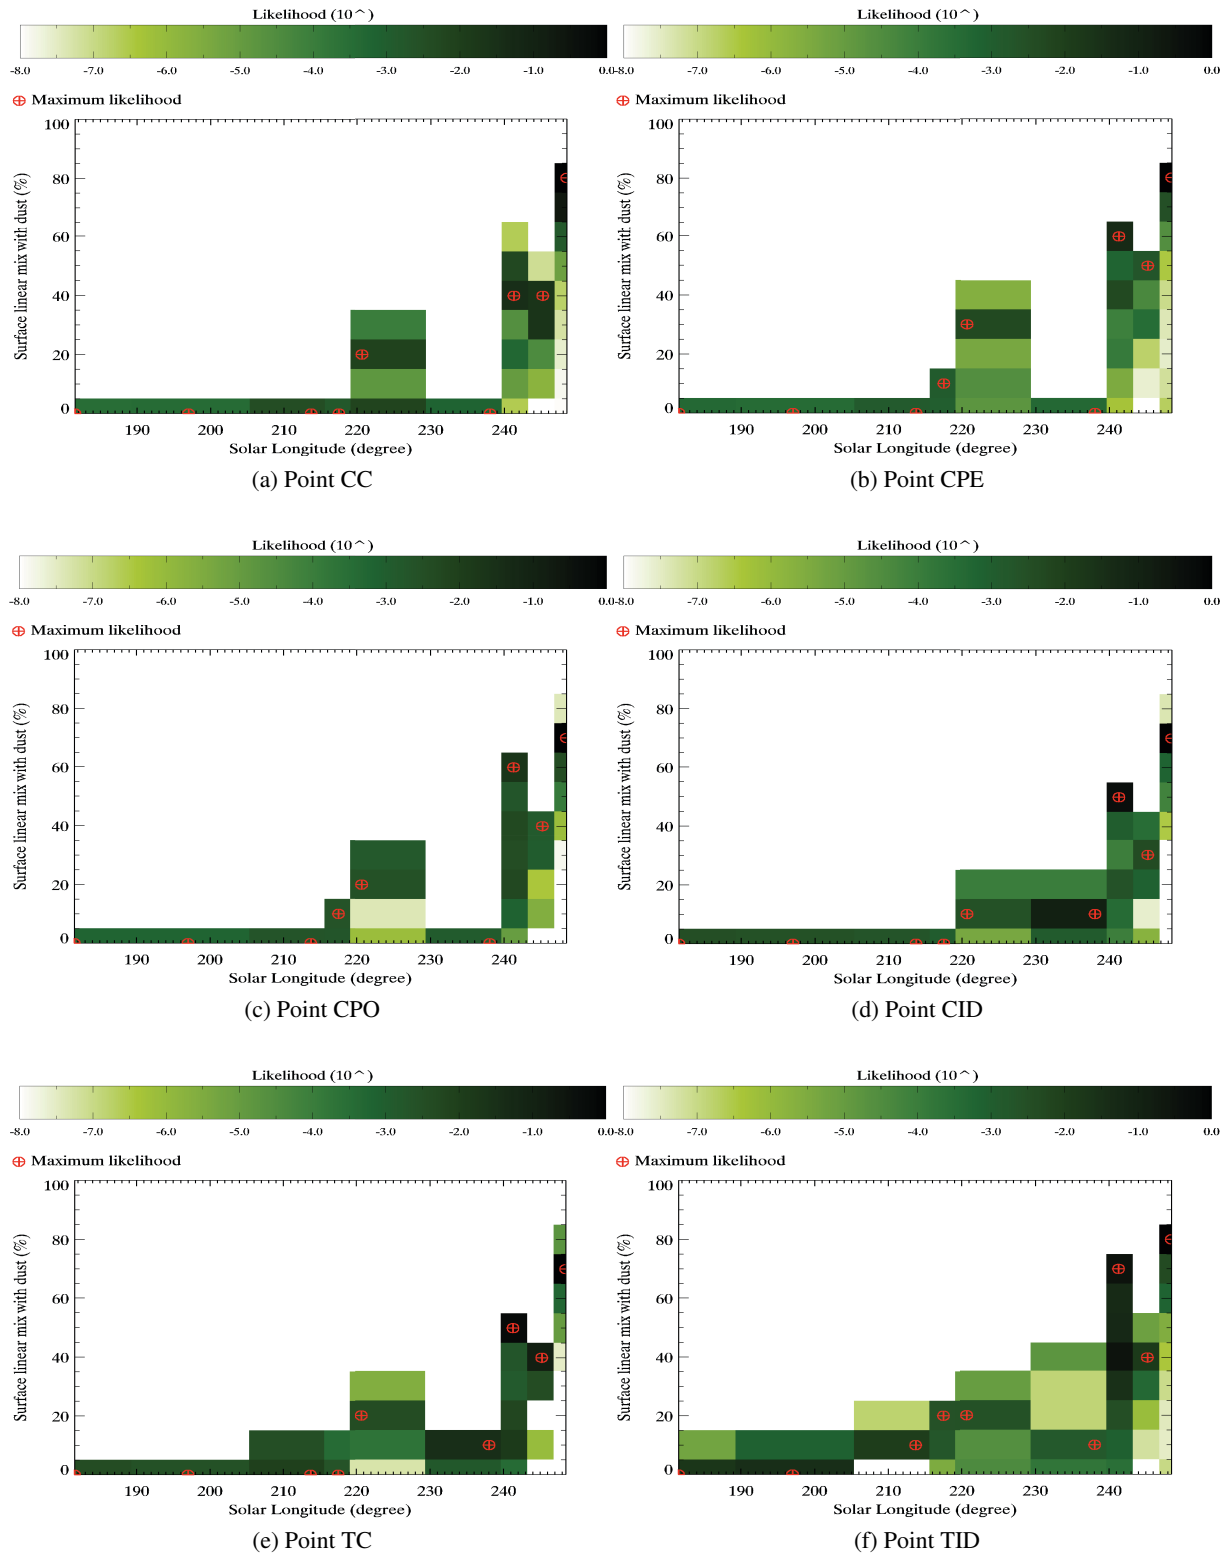 Likelihood (10^)
Likelihood (10^)
-8.0 -7.0 -6.0 -5.0 -4.0 -3.0 -2.0 -1.0 0.0
-8.0 -7.0 -6.0 -5.0 -4.0 -3.0 -2.0 -1.0 0.0
⊕ Maximum likelihood
⊕ Maximum likelihood
Surface linear mix with dust (%)
100
80
60
40
20
0
190 200 210 220 230 240
Solar Longitude (degree)
(a) Point CC
Surface linear mix with dust (%)
100
80
60
40
20
0
190 200 210 220 230 240
Solar Longitude (degree)
(b) Point CPE
Likelihood (10^)
Likelihood (10^)
-8.0 -7.0 -6.0 -5.0 -4.0 -3.0 -2.0 -1.0 0.0
-8.0 -7.0 -6.0 -5.0 -4.0 -3.0 -2.0 -1.0 0.0
⊕ Maximum likelihood
⊕ Maximum likelihood
Surface linear mix with dust (%)
100
80
60
40
20
0
190 200 210 220 230 240
Solar Longitude (degree)
(c) Point CPO
Surface linear mix with dust (%)
100
80
60
40
20
0
190 200 210 220 230 240
Solar Longitude (degree)
(d) Point CID
Likelihood (10^)
Likelihood (10^)
-8.0 -7.0 -6.0 -5.0 -4.0 -3.0 -2.0 -1.0 0.0
-8.0 -7.0 -6.0 -5.0 -4.0 -3.0 -2.0 -1.0 0.0
⊕ Maximum likelihood
⊕ Maximum likelihood
Surface linear mix with dust (%)
100
80
60
40
20
0
190 200 210 220 230 240
Solar Longitude (degree)
(e) Point TC
Surface linear mix with dust (%)
100
80
60
40
20
0
190 200 210 220 230 240
Solar Longitude (degree)
(f) Point TID